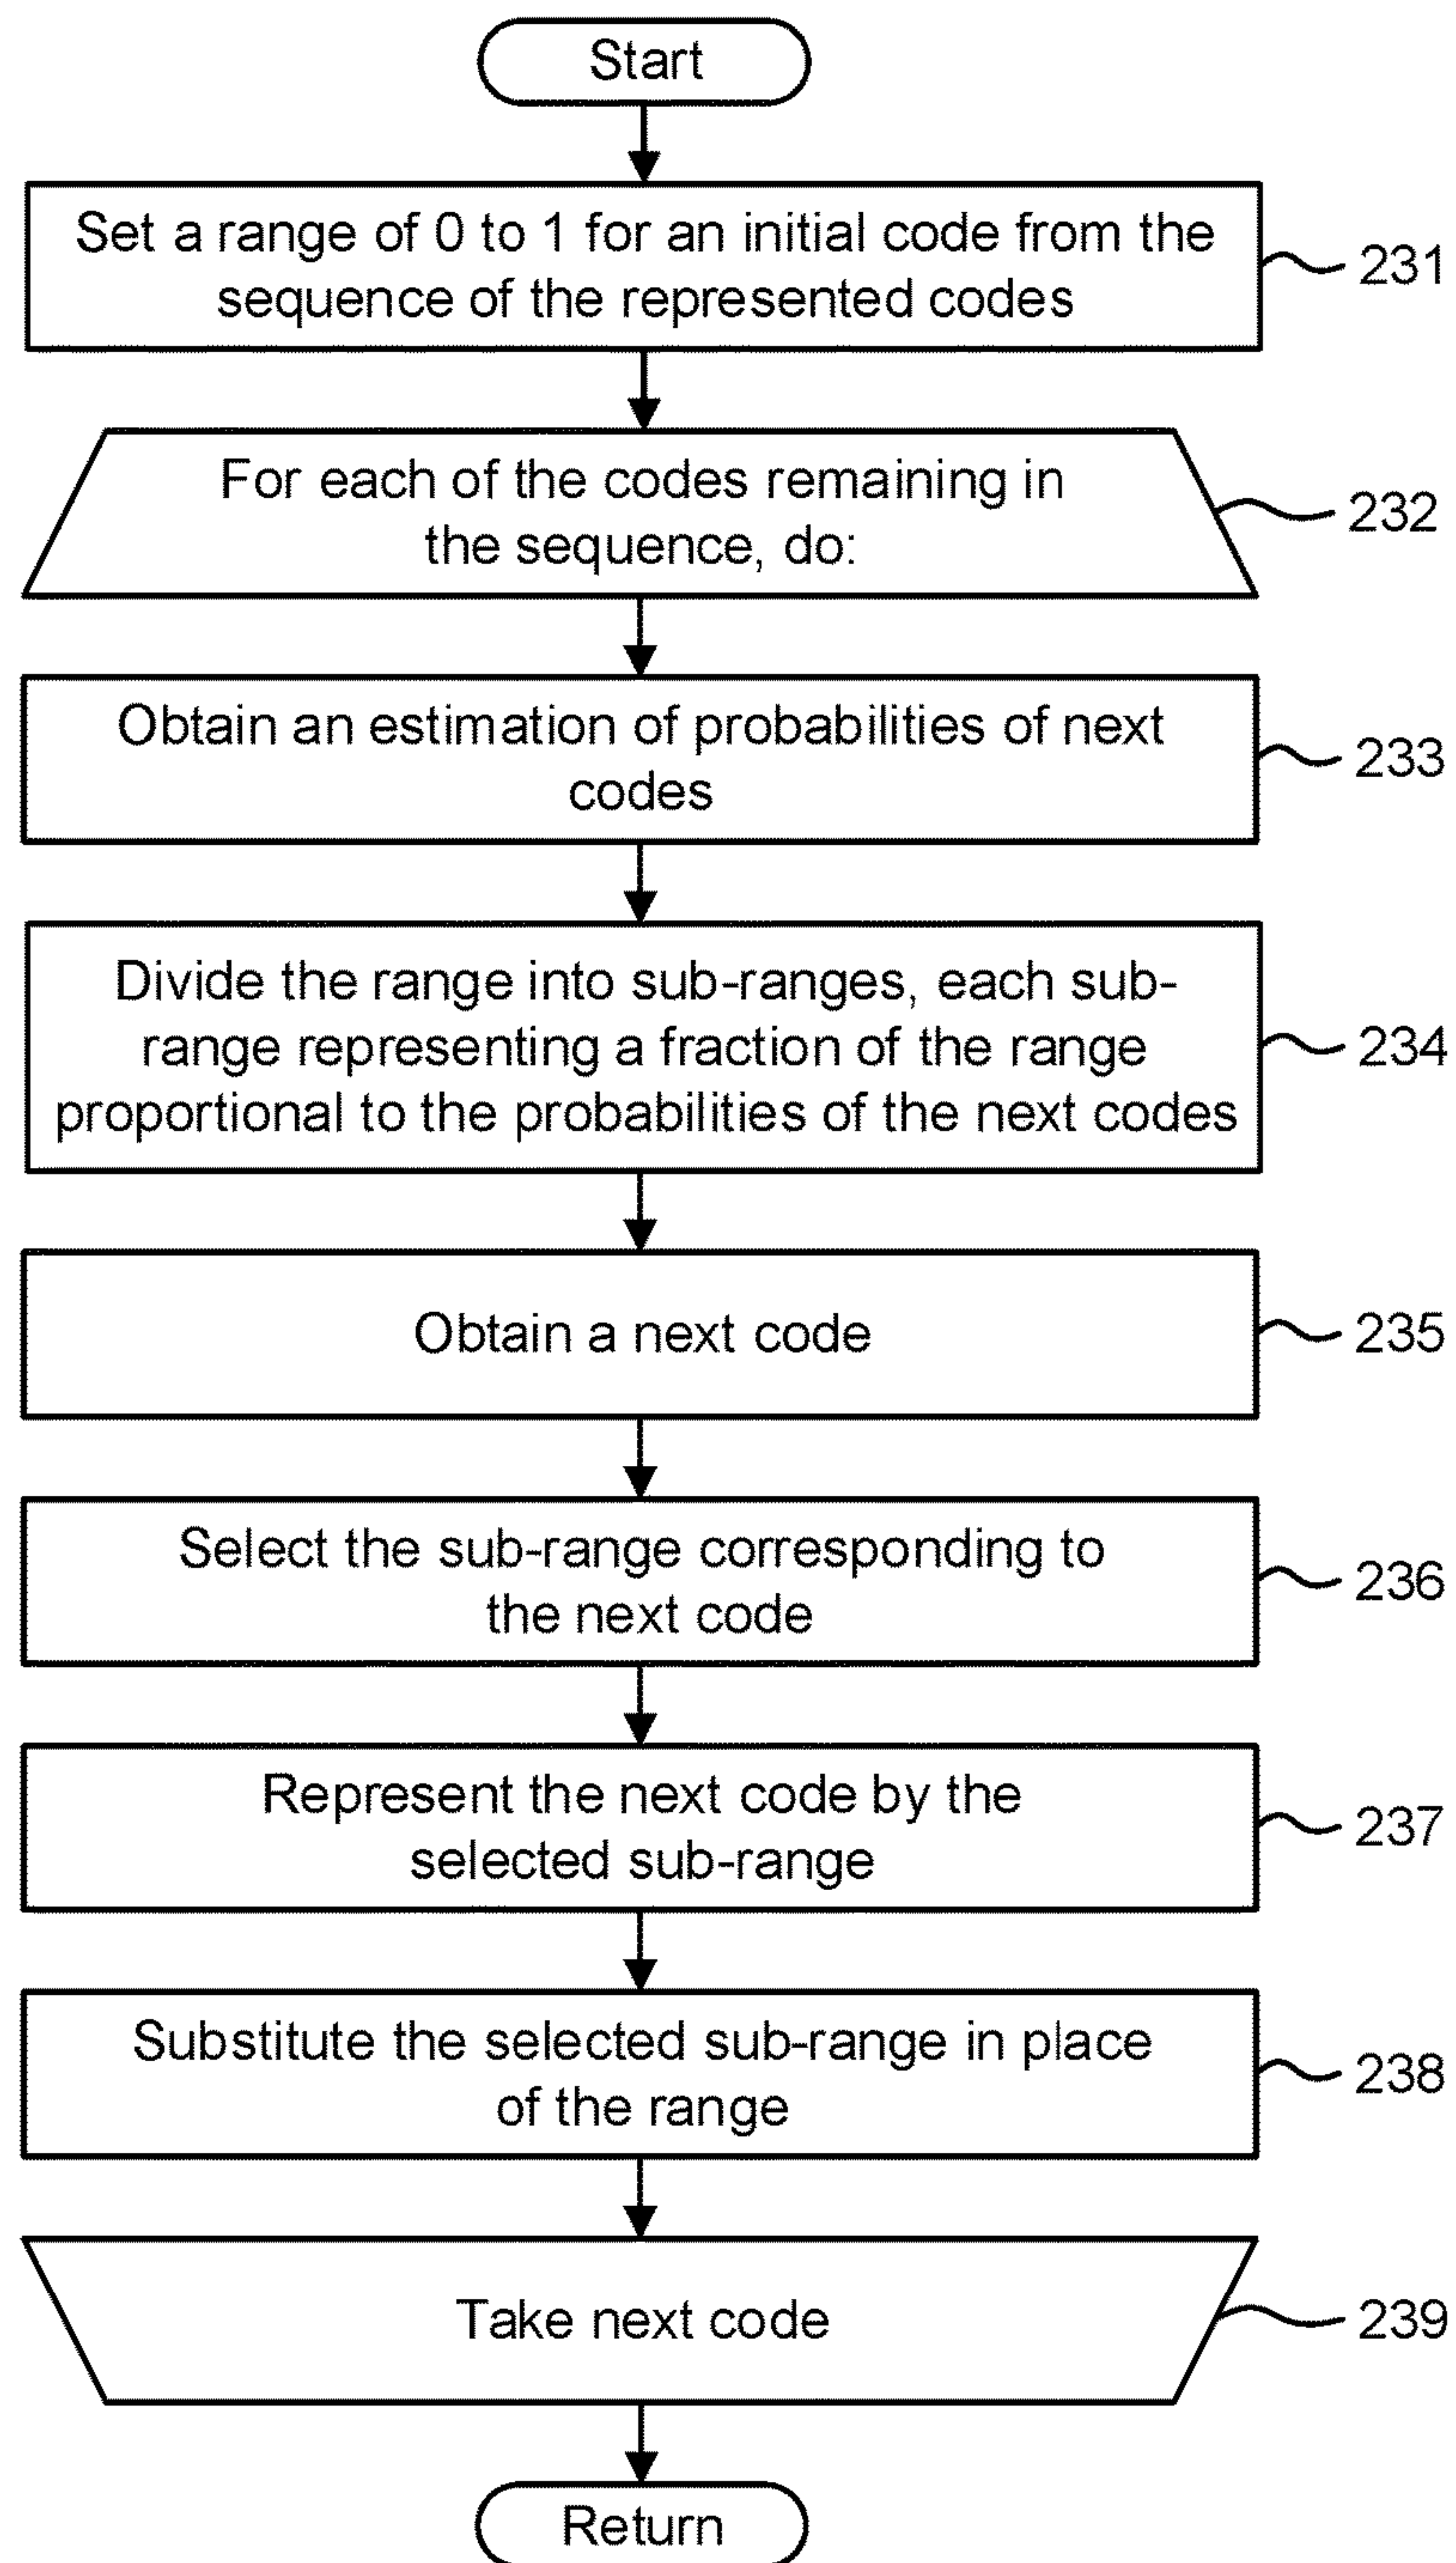 Start
Set a range of 0 to 1 for an initial code from the
sequence of the represented codes
231
For each of the codes remaining in
the sequence, do:
232
Obtain an estimation of probabilities of next
codes
233
Divide the range into sub-ranges, each sub-
range representing a fraction of the range
proportional to the probabilities of the next codes
234
Obtain a next code
235
Select the sub-range corresponding to
the next code
236
Represent the next code by the
selected sub-range
237
Substitute the selected sub-range in place
of the range
238
Take next code
239
Return